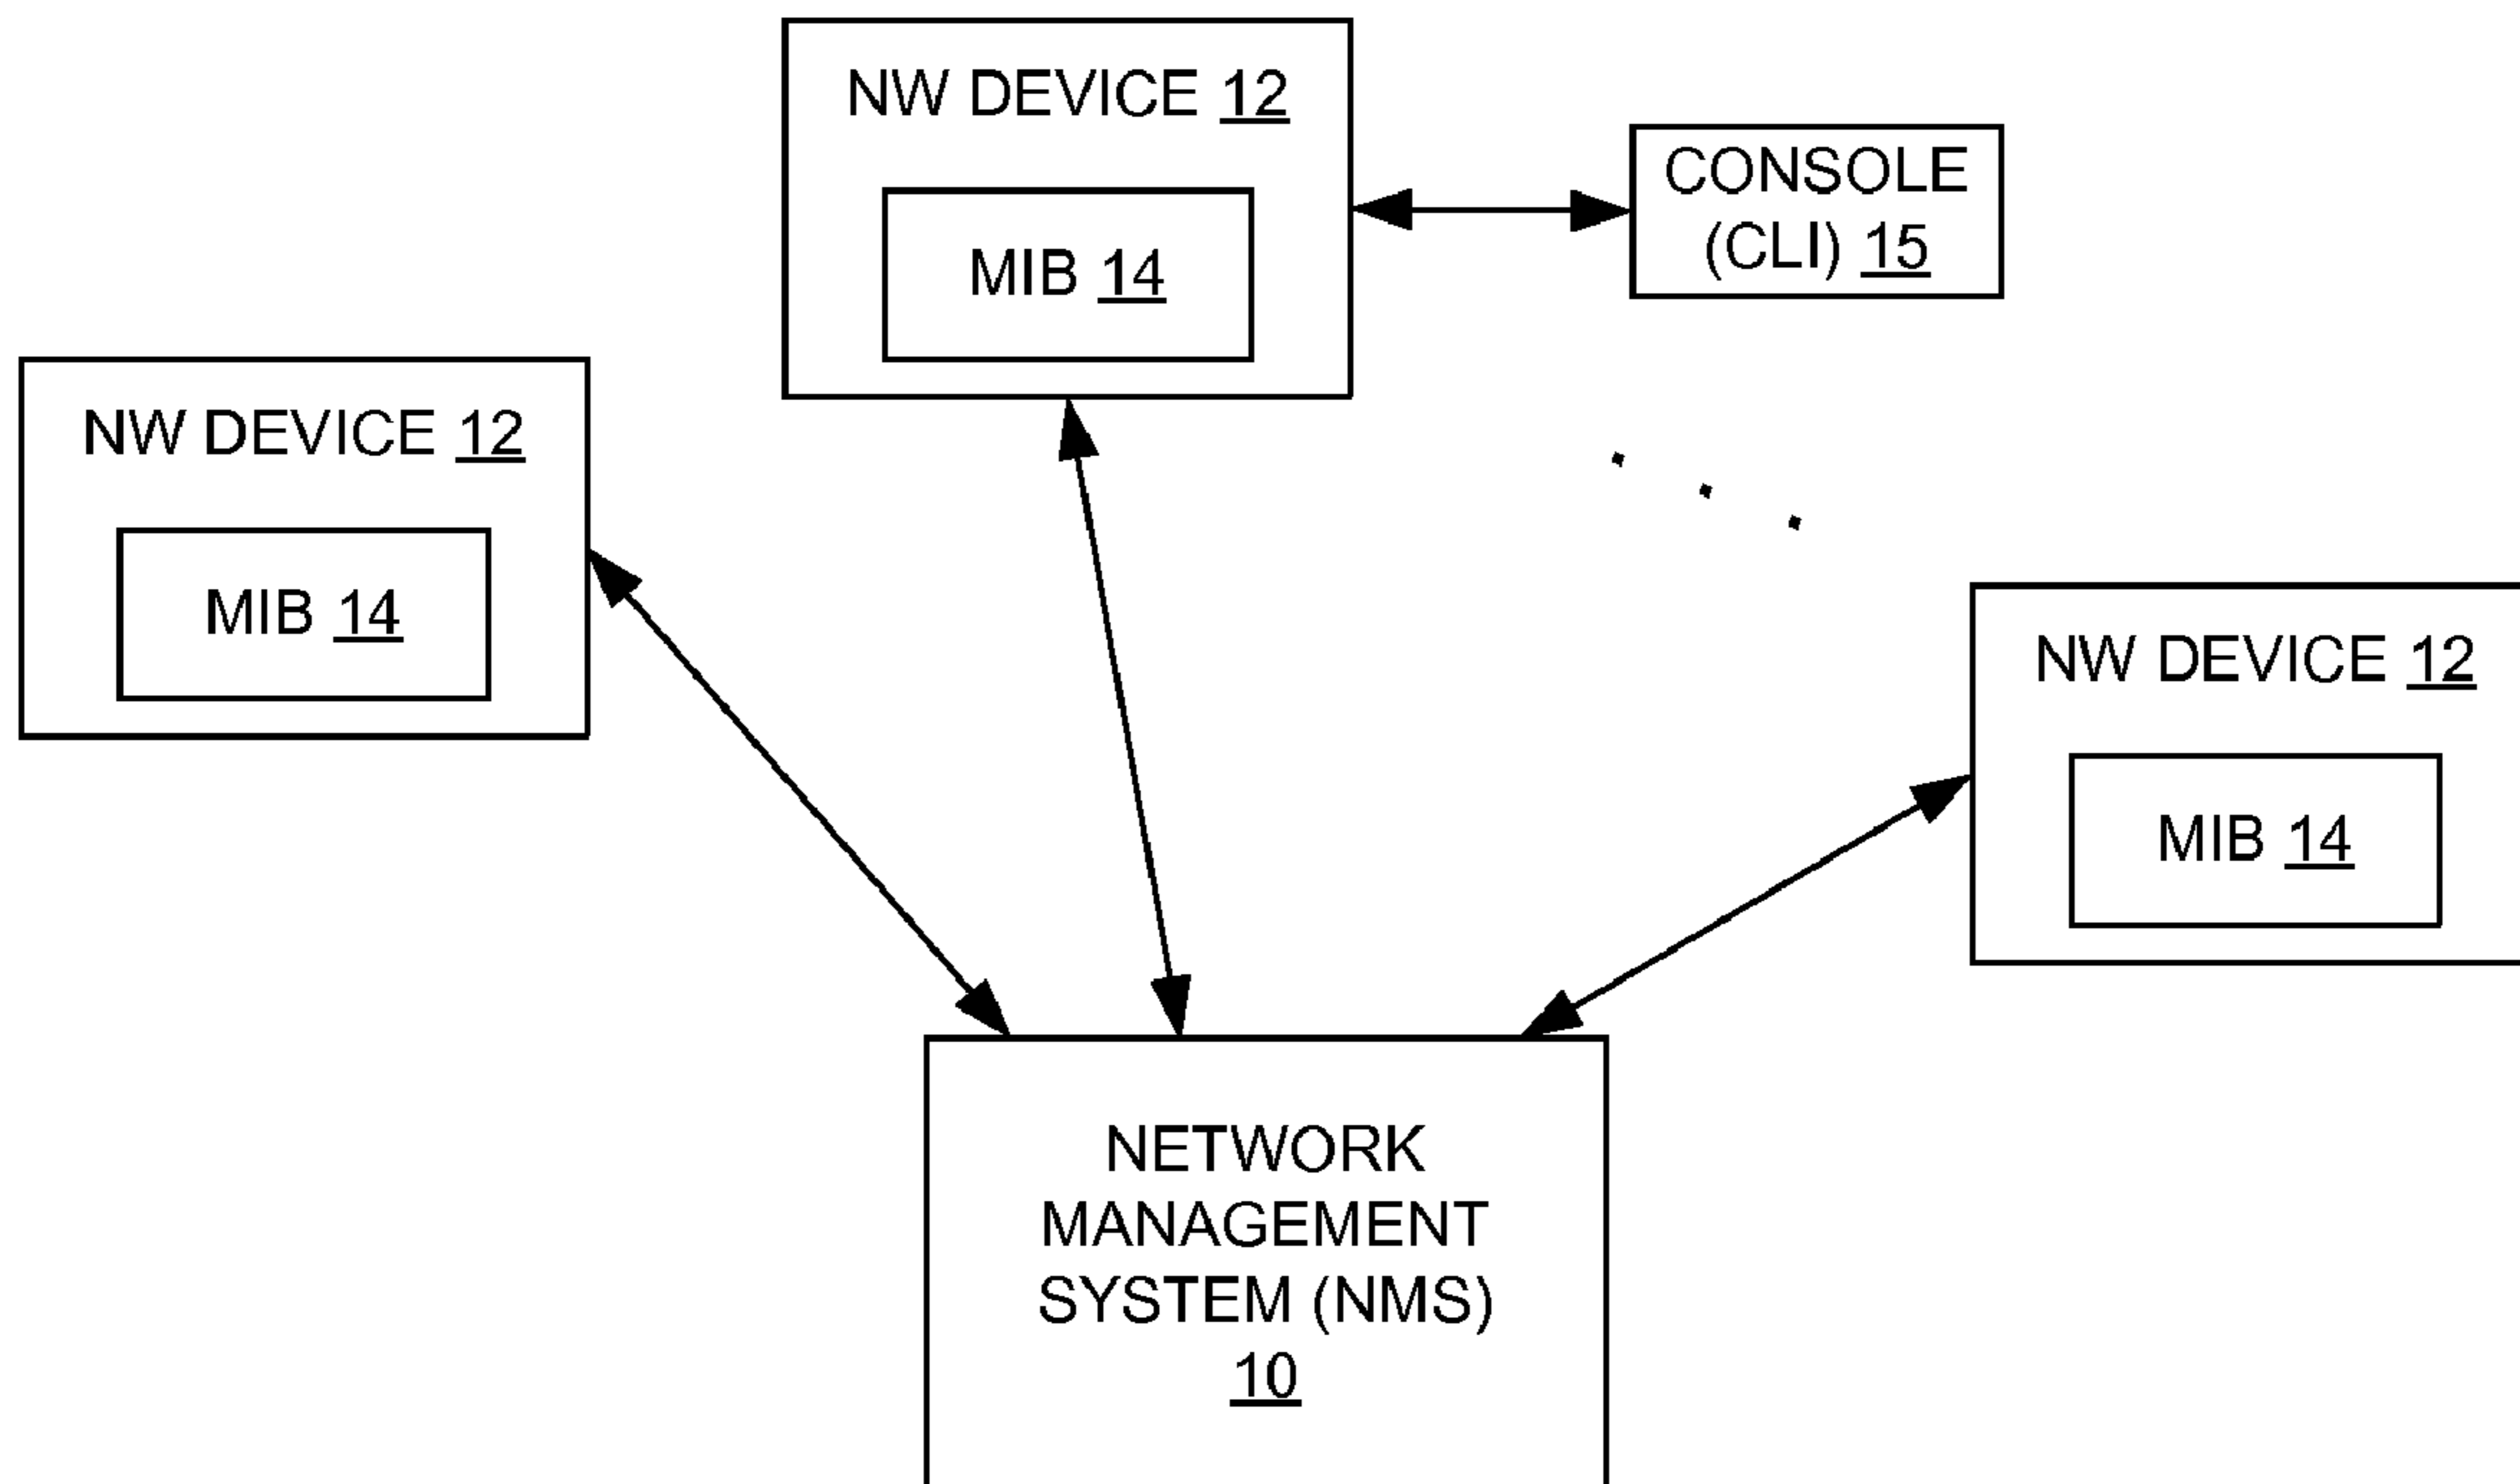 NW DEVICE 12
MIB 14
CONSOLE
(CLI) 15
NW DEVICE 12
MIB 14
NW DEVICE 12
MIB 14
NETWORK
MANAGEMENT
SYSTEM (NMS)
10